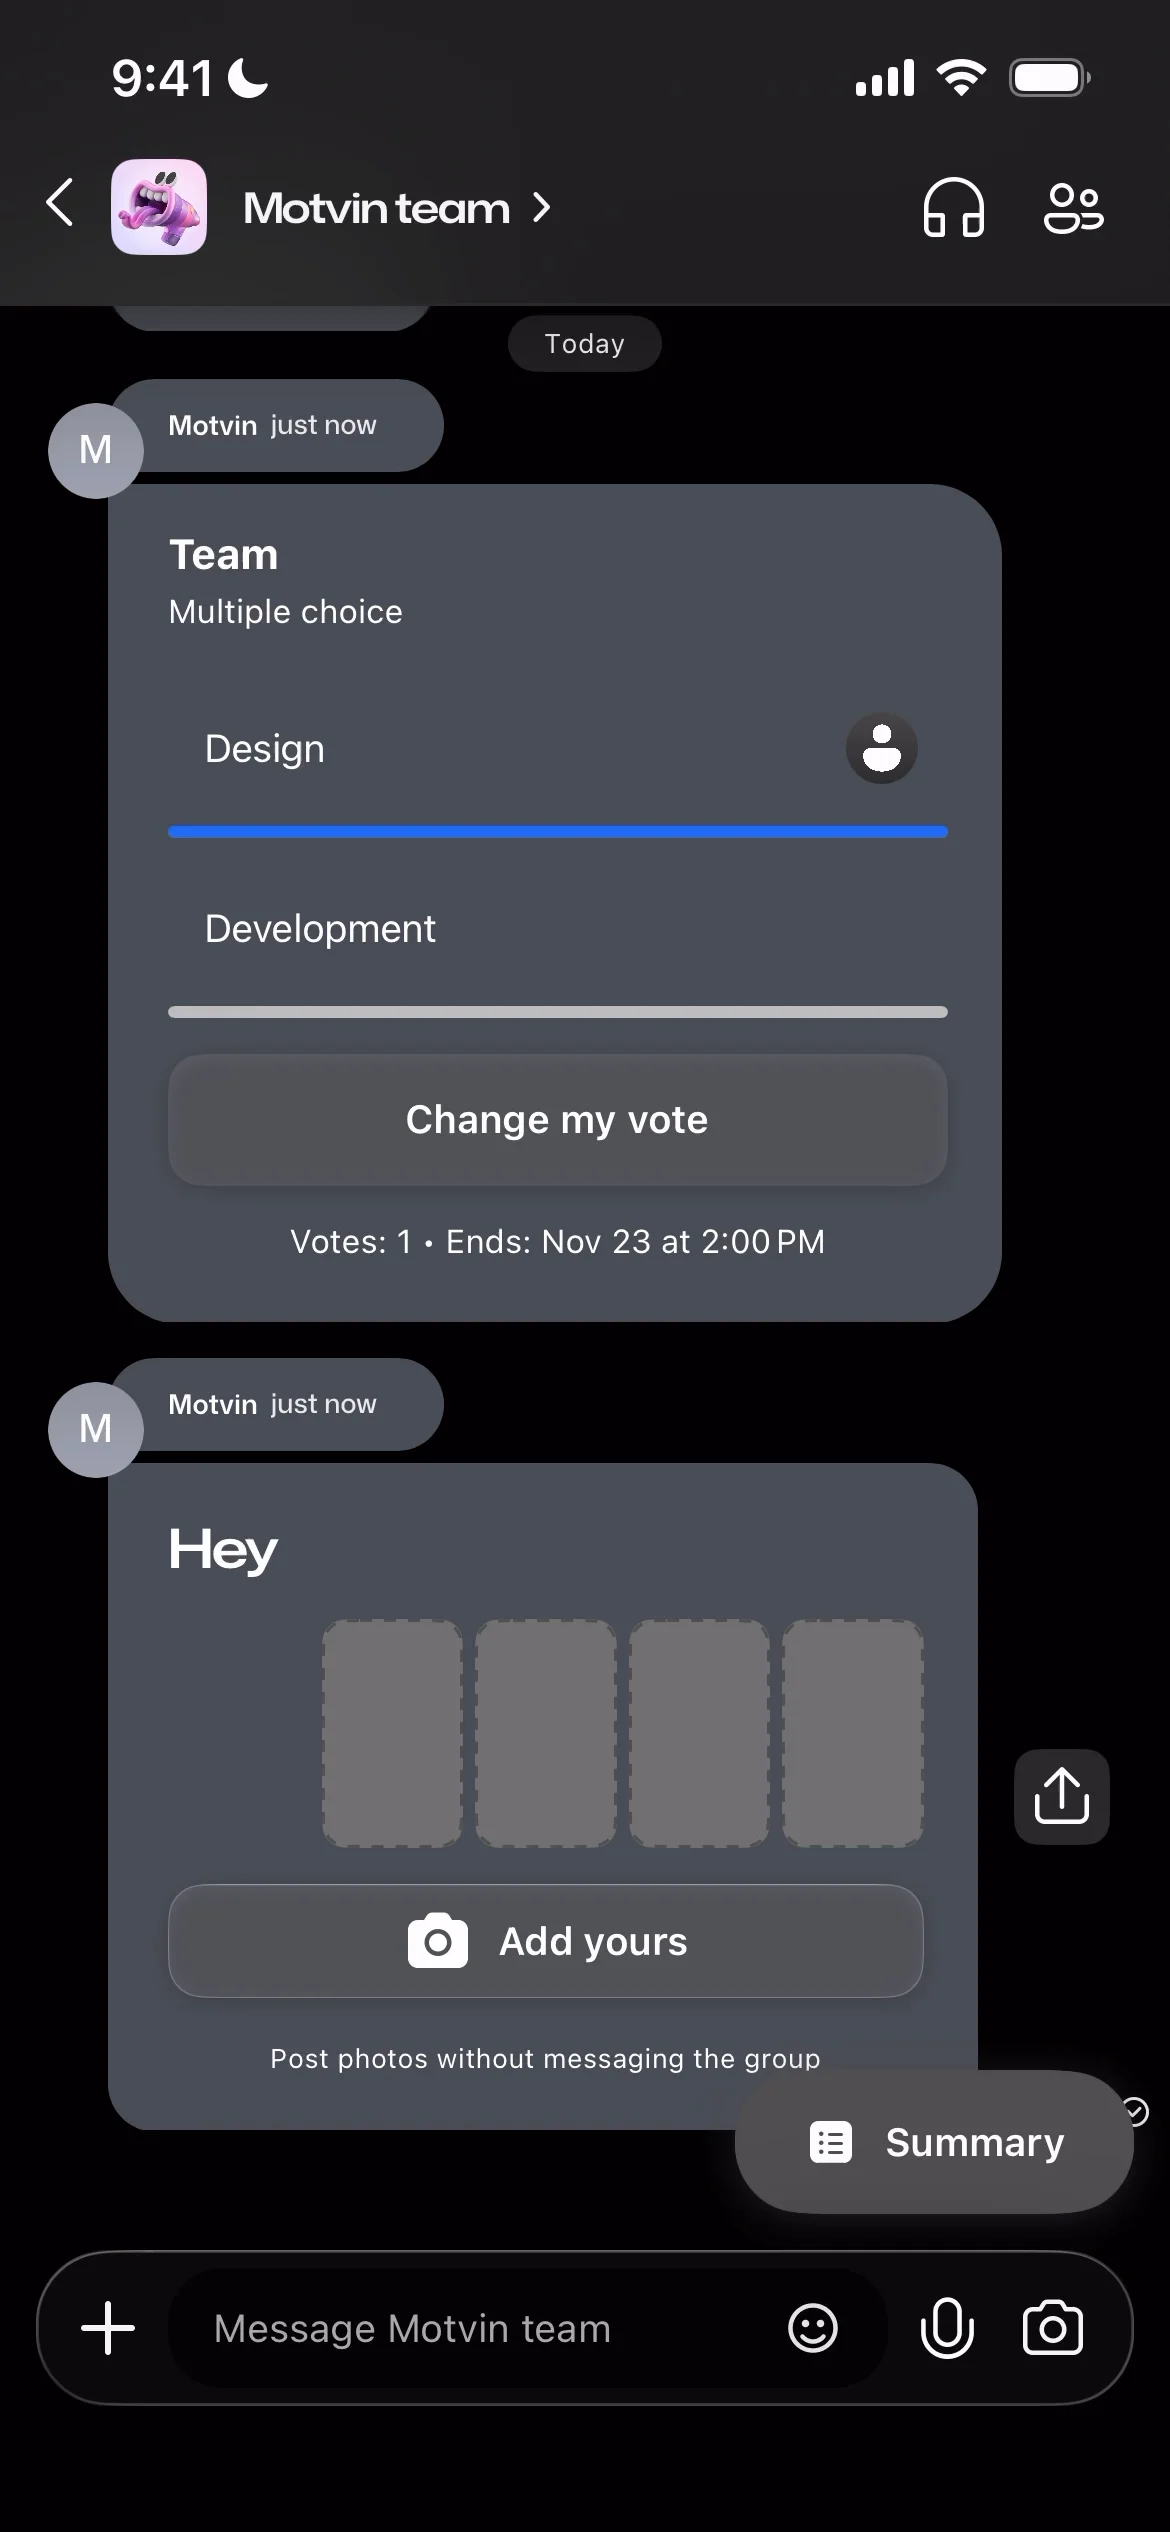 9:41
Motvin team
Today
M
Motvin just now
Team
Multiple choice
Design
Development
Change my vote
Votes: 1 • Ends: Nov 23 at 2:00 PM
M
Motvin just now
Hey
Add yours
Post photos without messaging the group
Summary
Message Motvin team